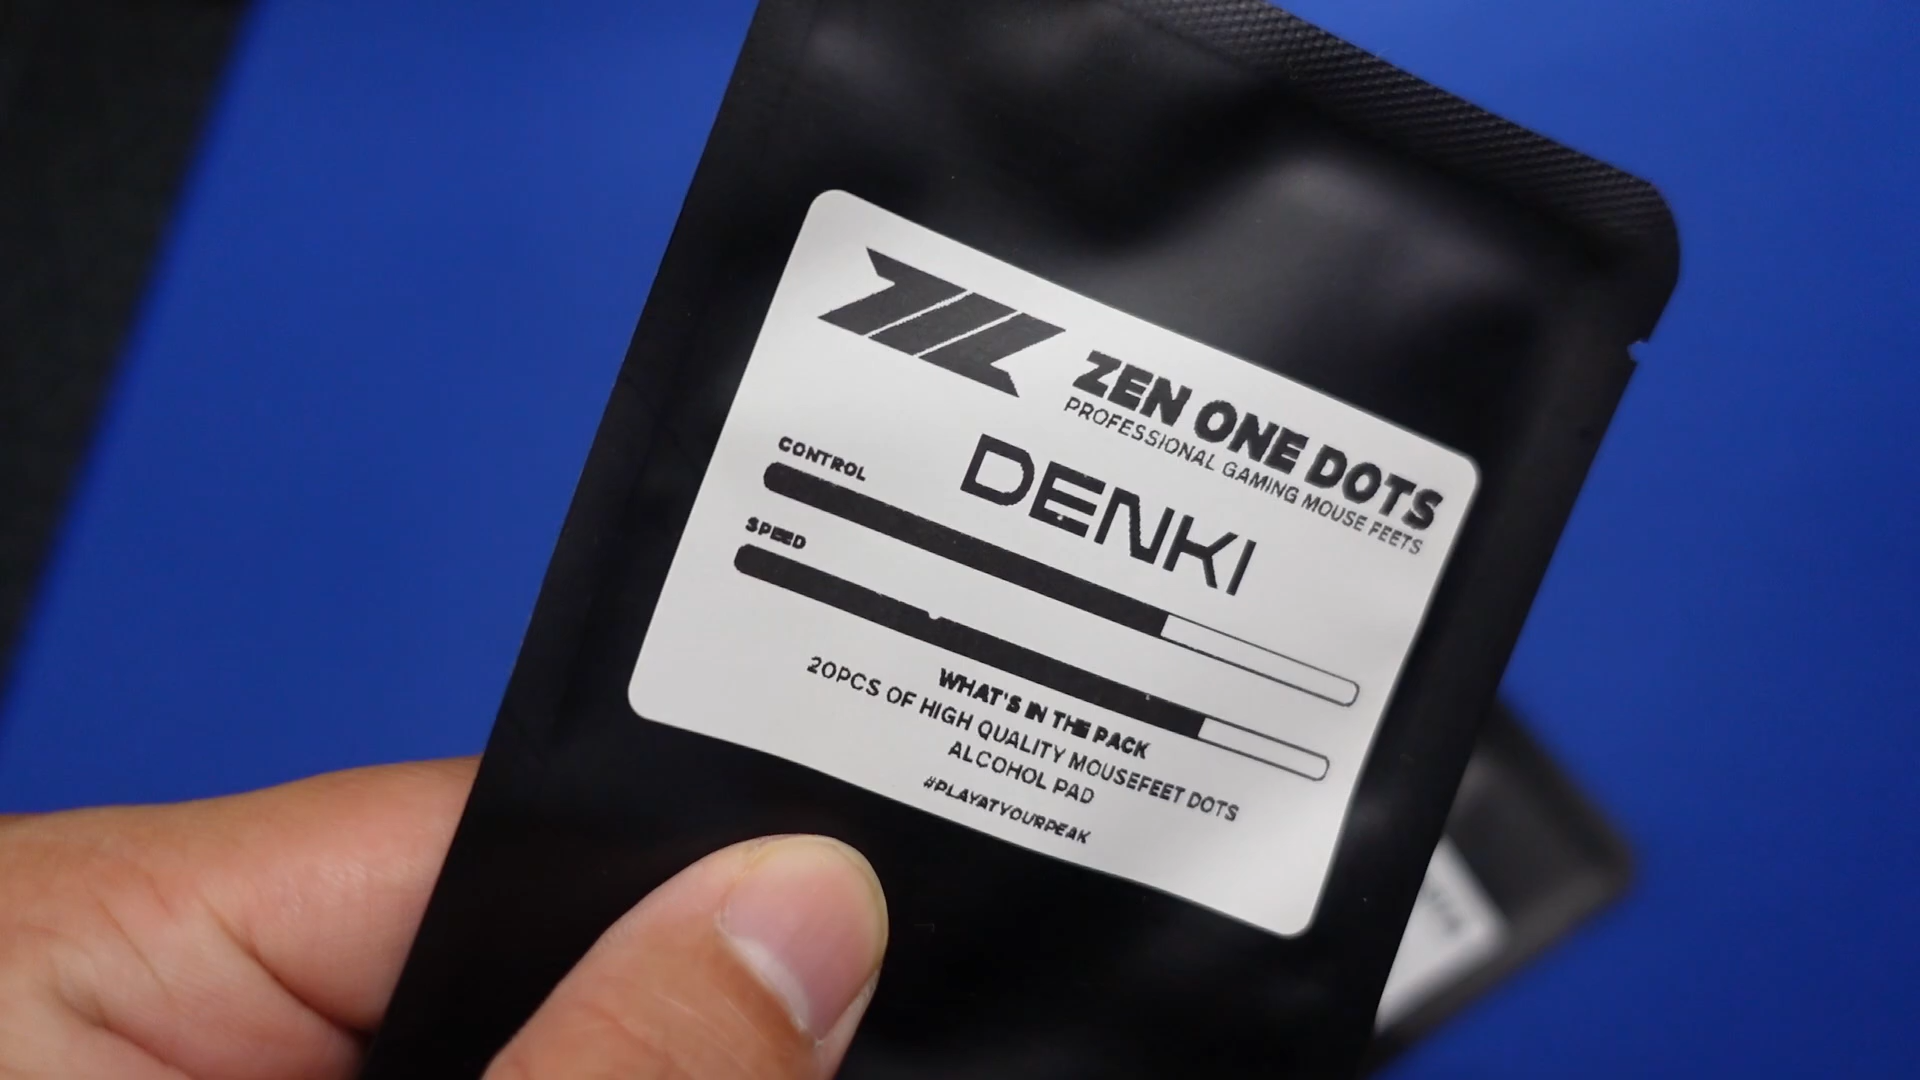 ZEN ONE DOTS
PROFESSIONAL GAMING MOUSE FEETS
DENKI
CONTROL
SPEED
WHAT'S IN THE PACK
20PCS OF HIGH QUALITY MOUSEFEET DOTS
ALCOHOL PAD
#PLAYATYOURPEAK